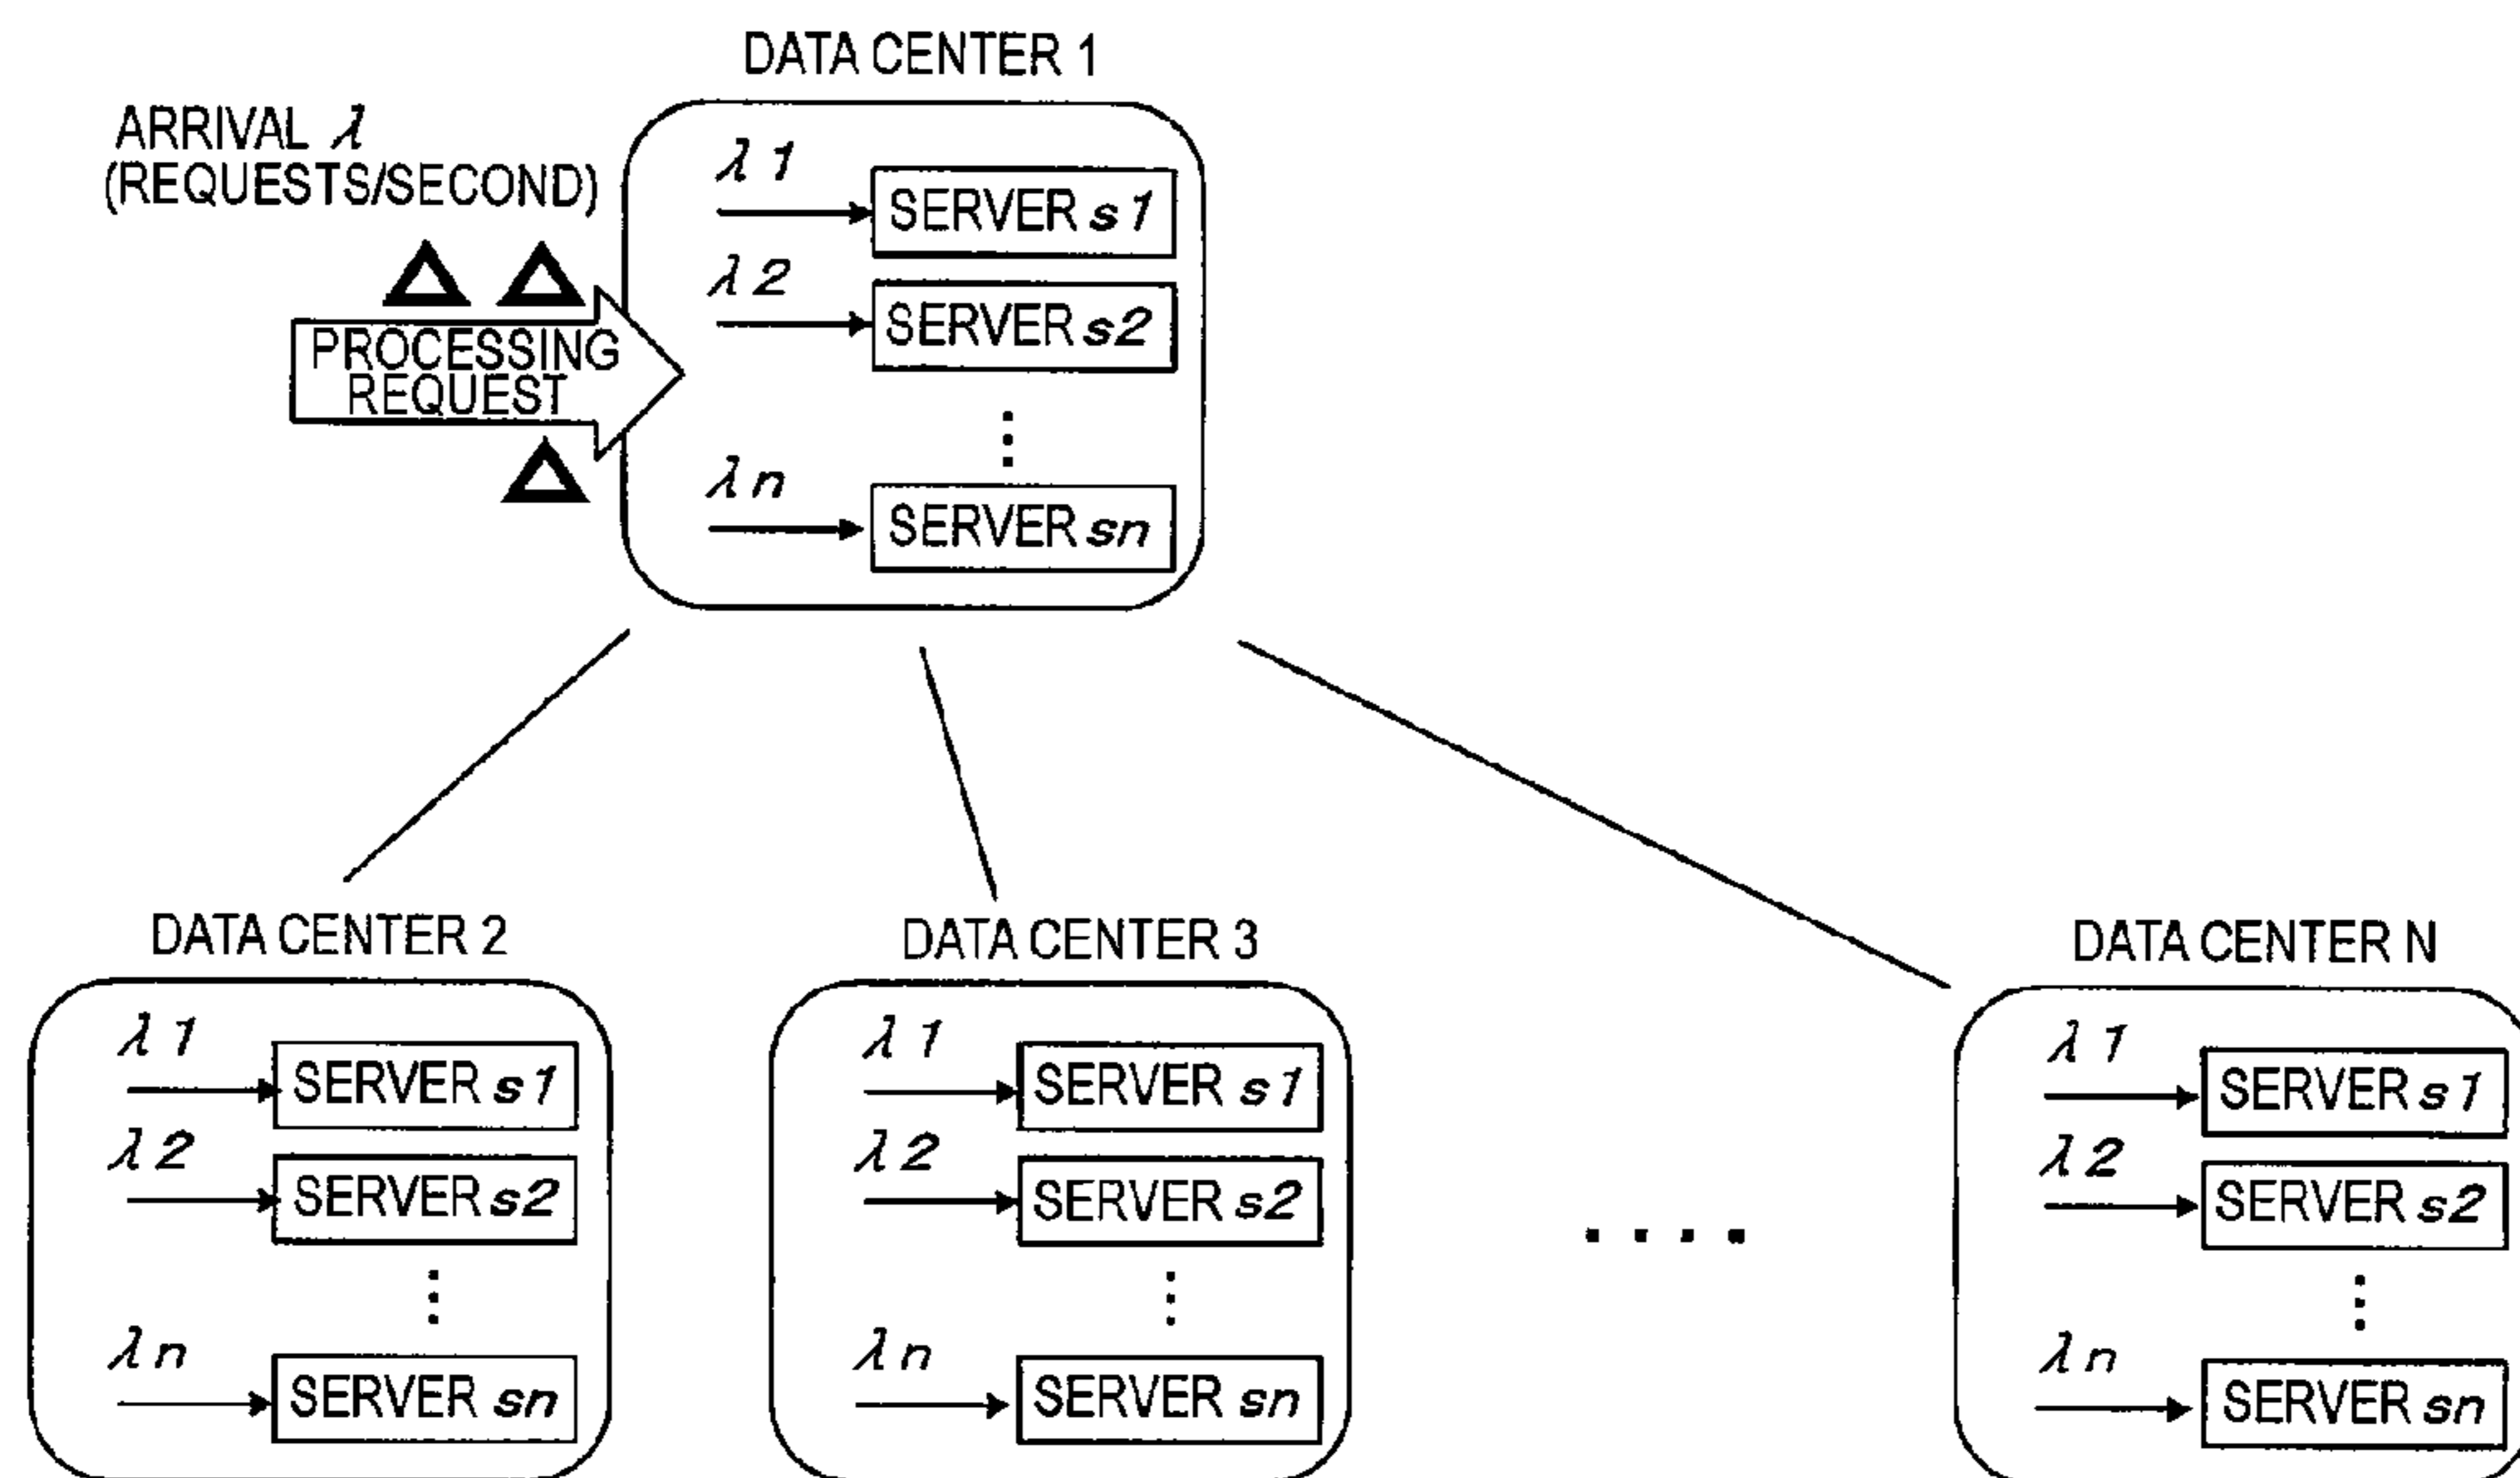 DATA CENTER 1
ARRIVAL λ
(REQUESTS/SECOND)
PROCESSING
REQUEST
λ1
SERVER s1
λ2
SERVER s2
λn
SERVER sn
DATA CENTER 2
λ1
SERVER s1
λ2
SERVER s2
λn
SERVER sn
DATA CENTER 3
λ1
SERVER s1
λ2
SERVER s2
λn
SERVER sn
DATA CENTER N
λ1
SERVER s1
λ2
SERVER s2
λn
SERVER sn